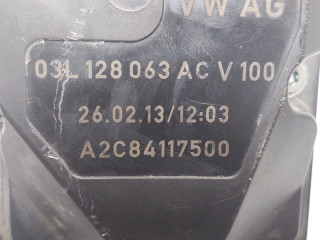 VW AG
03L 128 063 AC V 100
26.02.13/12:03
A2C84117500